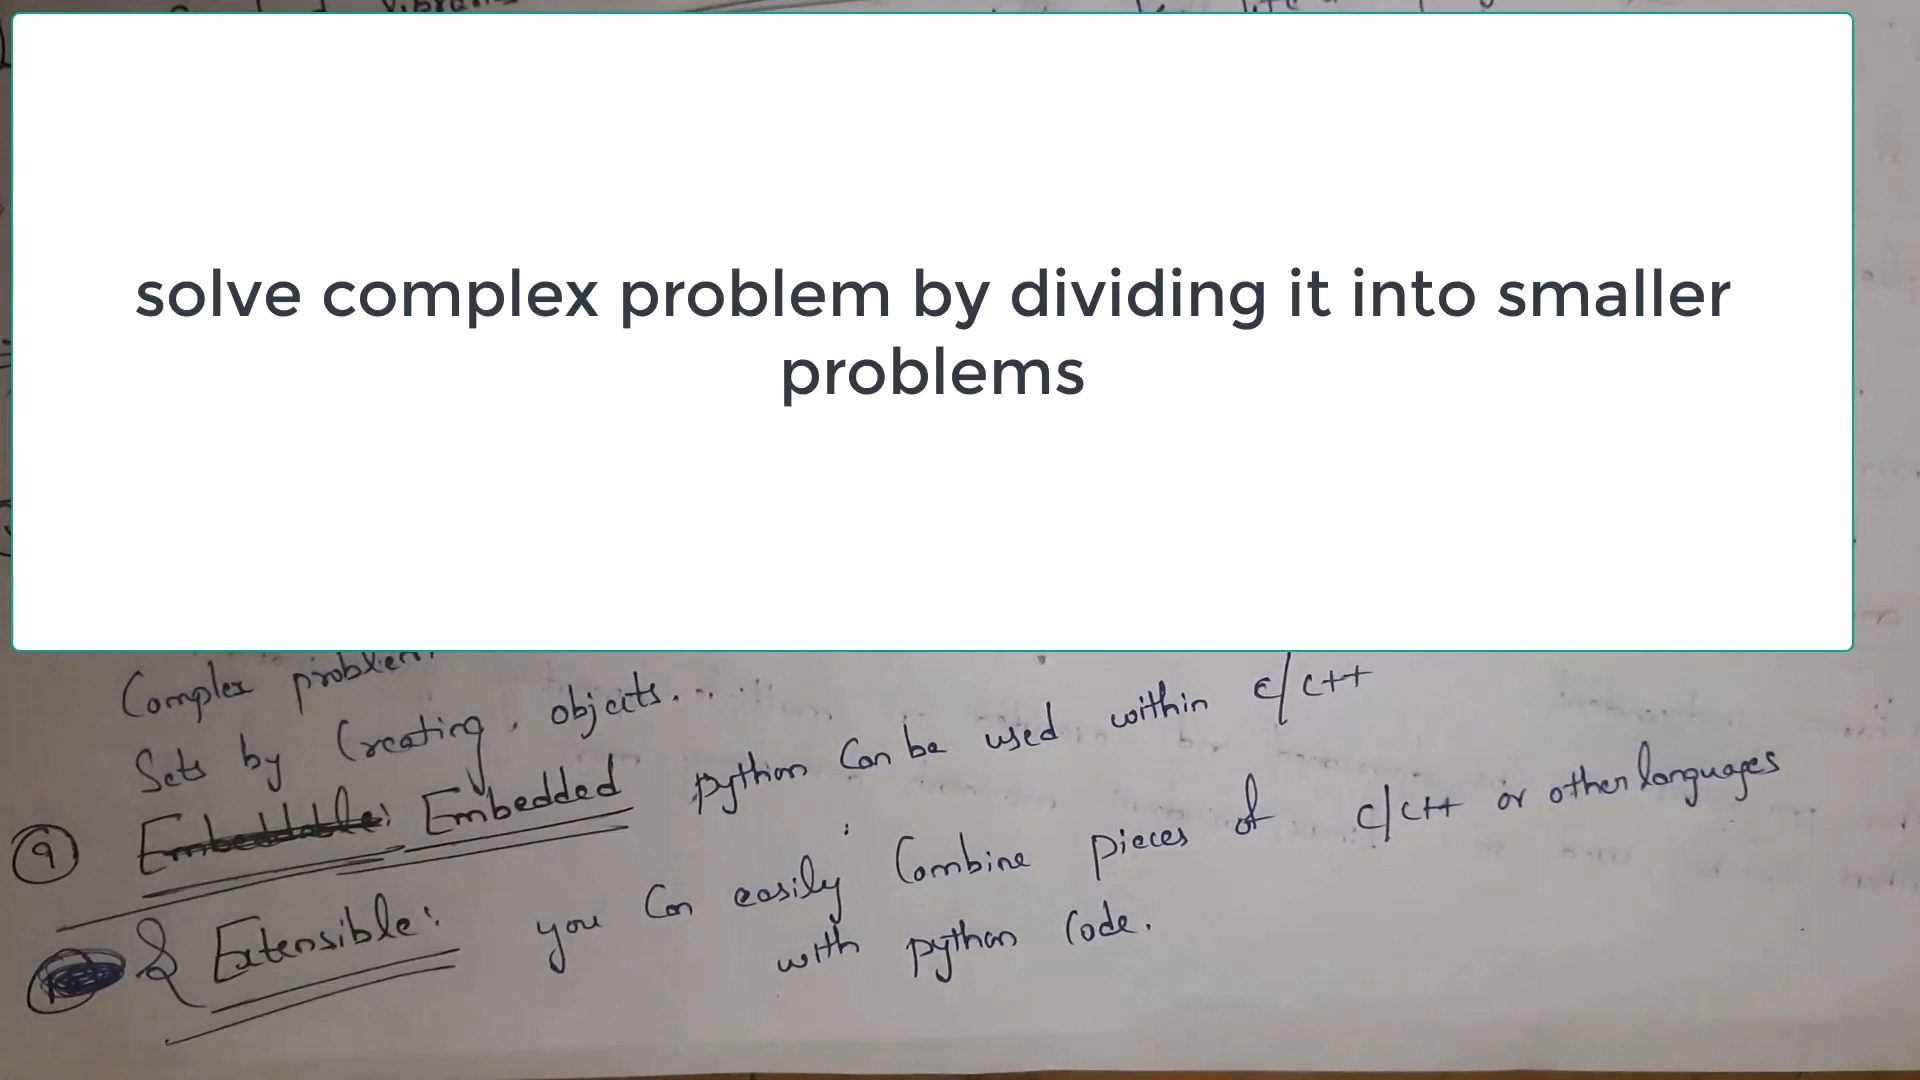 solve complex problem by dividing it into smaller
problems
Complex problem
Sets by Creating, objects...
9 Embeddable: Embedded python Can be used within c/c++
& Extensible: you Can easily Combine pieces of c/c++ or other languages
with python Code.